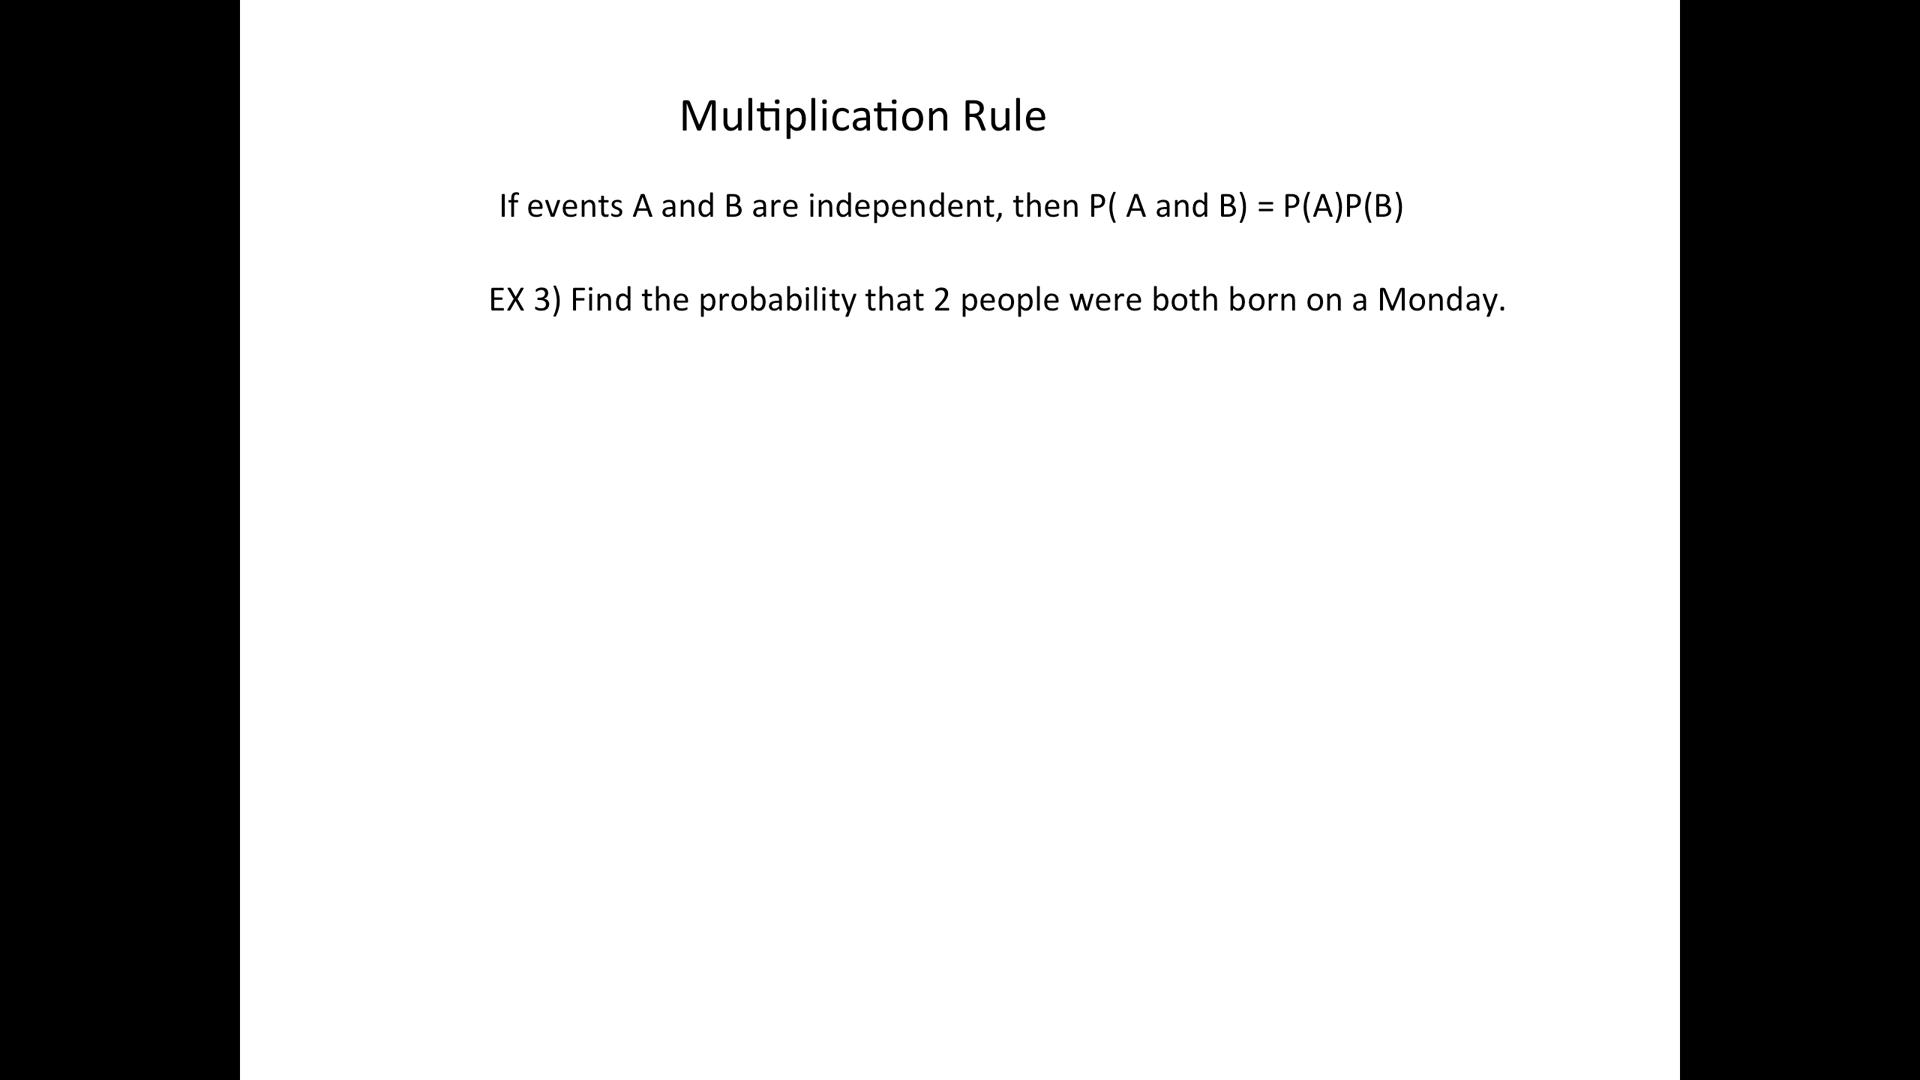 Multiplication Rule
If events A and B are independent, then P( A and B) = P(A)P(B)
EX 3) Find the probability that 2 people were both born on a Monday.